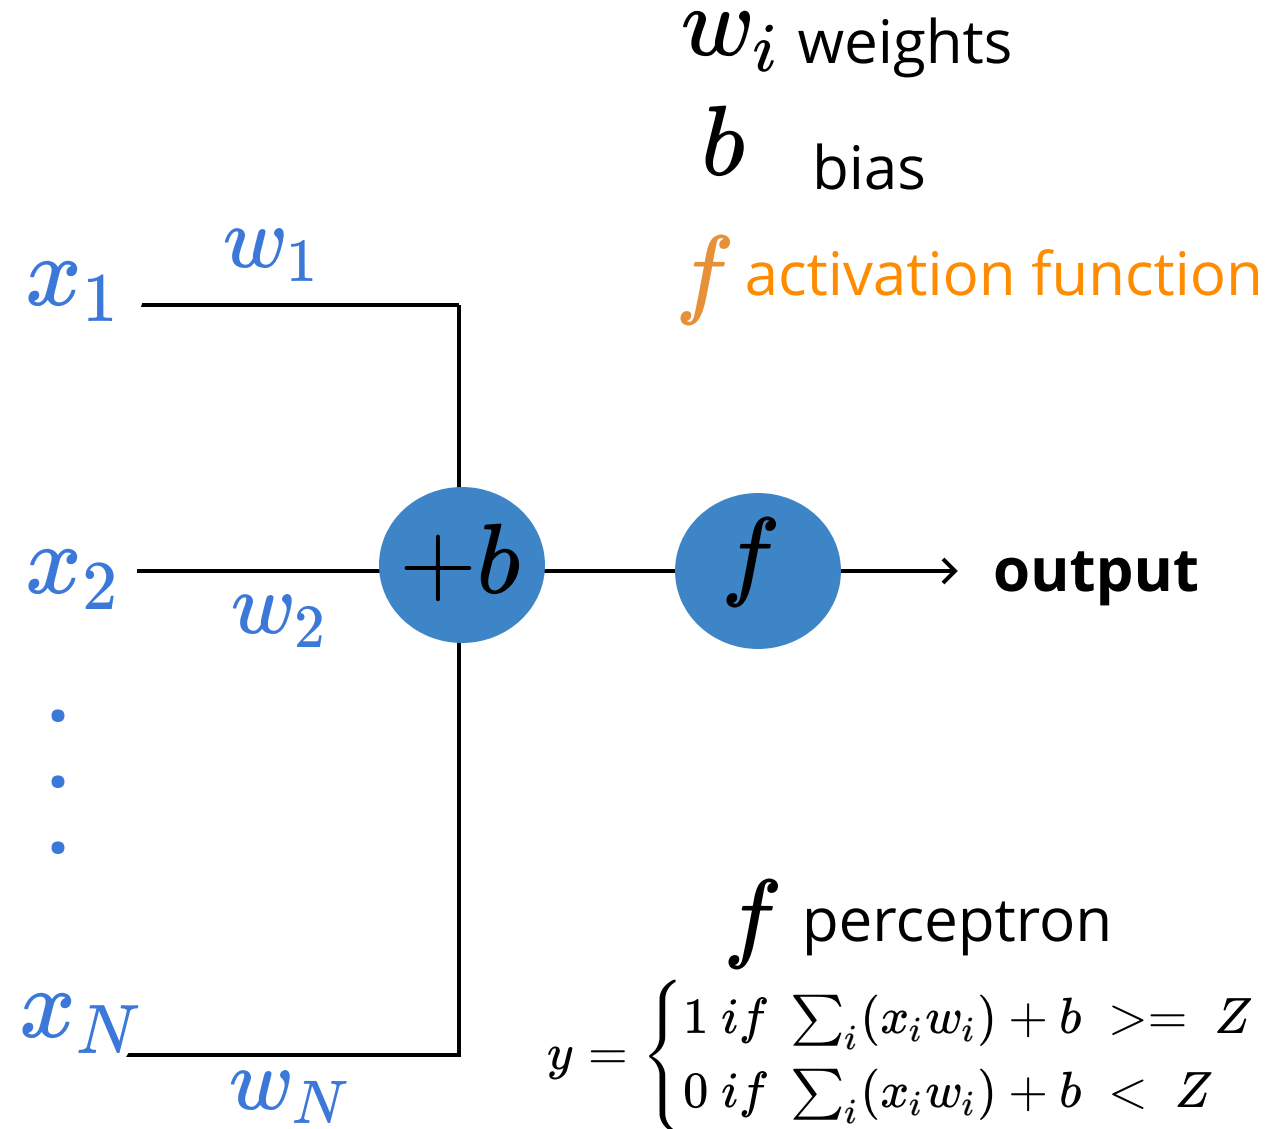 w_i weights
b bias
f activation function
x_1 w_1
x_2 w_2
+b f output
.
.
.
x_N w_N
f perceptron
y = { 1 if ∑_i(x_i w_i) + b >= Z
0 if ∑_i(x_i w_i) + b < Z